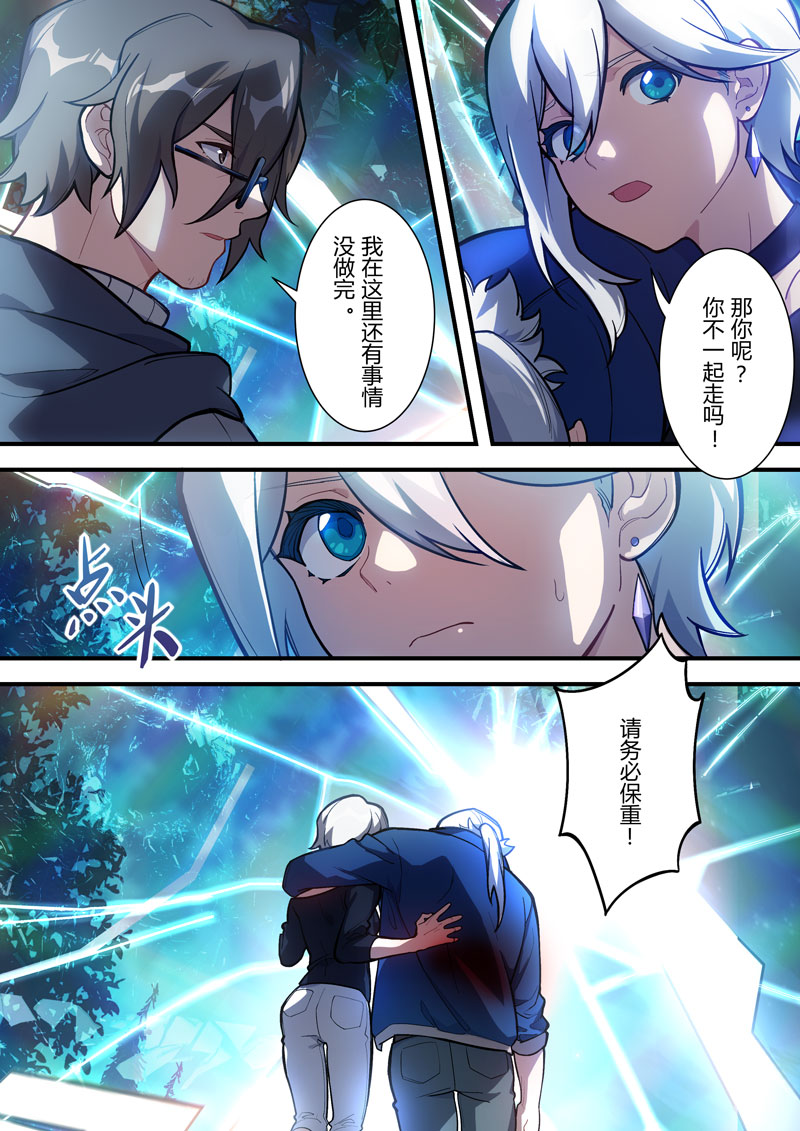 那你呢？
你不一起走吗！
我在这里还有事情
没做完。
点头
请务必保重！